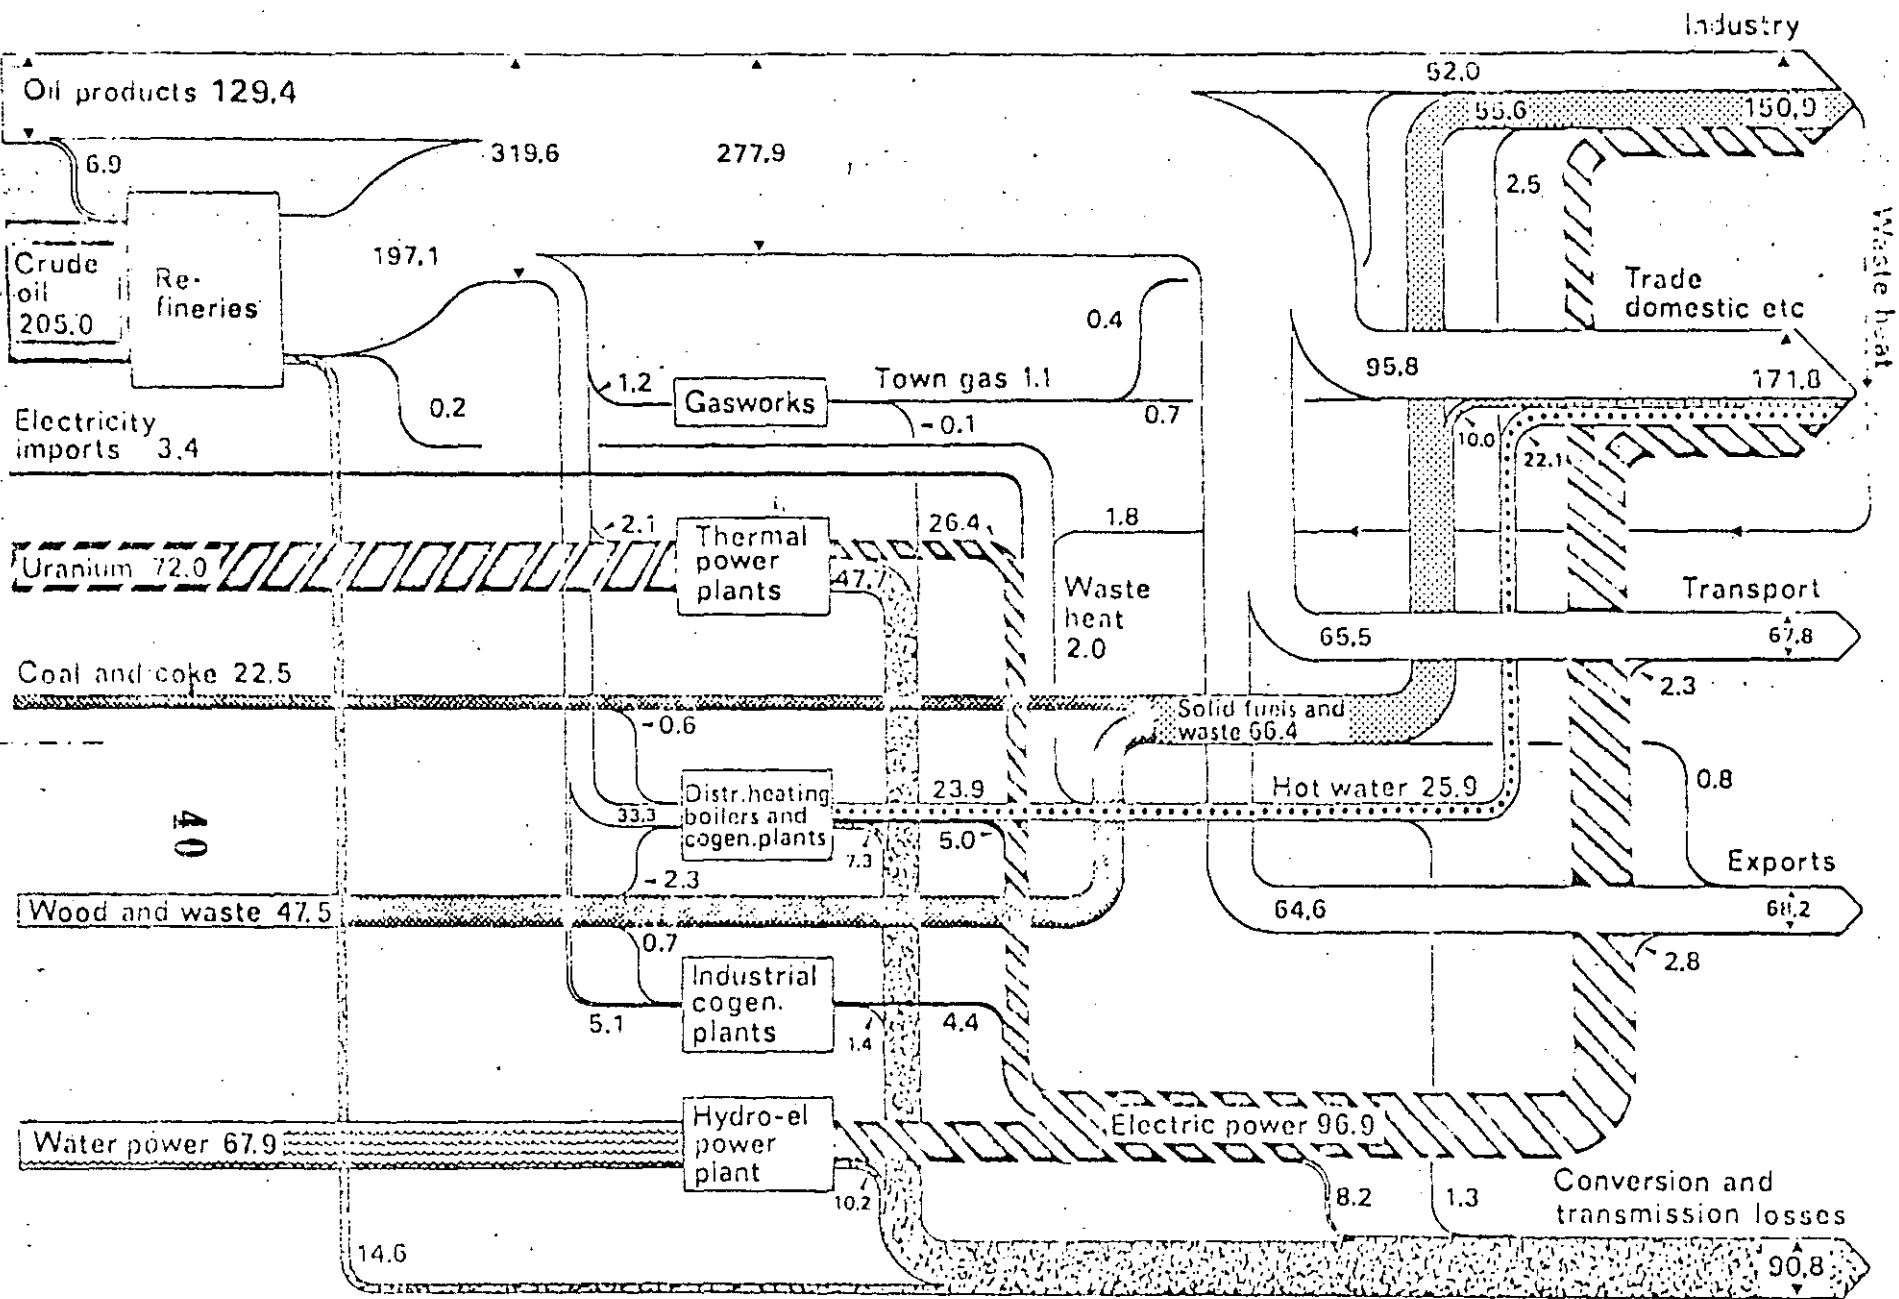 Industry
62.0
Oil products 129.4
55.6
150.9
6.9
319.6
277.9
2.5
Waste heat
197.1
Crude
oil
205.0
Re-
fineries
Trade
domestic etc
0.4
95.8
171.8
1.2
Gasworks
Town gas 1.1
0.7
0.2
-0.1
10.0
22.1
Electricity
imports 3.4
2.1
Thermal
power
plants
26.4
1.8
47.7
Uranium 72.0
Waste
heat
2.0
Transport
65.5
67.8
2.3
Coal and coke 22.5
0.6
Solid fuels and
waste 66.4
0.8
Distr.heating
boilers and
cogen.plants
33.3
23.9
Hot water 25.9
7.3
5.0
40
2.3
Exports
Wood and waste 47.5
64.6
68.2
0.7
2.8
Industrial
cogen.
plants
5.1
4.4
1.4
Hydro-el
power
plant
Electric power 96.9
Water power 67.9
10.2
8.2
1.3
Conversion and
transmission losses
14.6
90.8